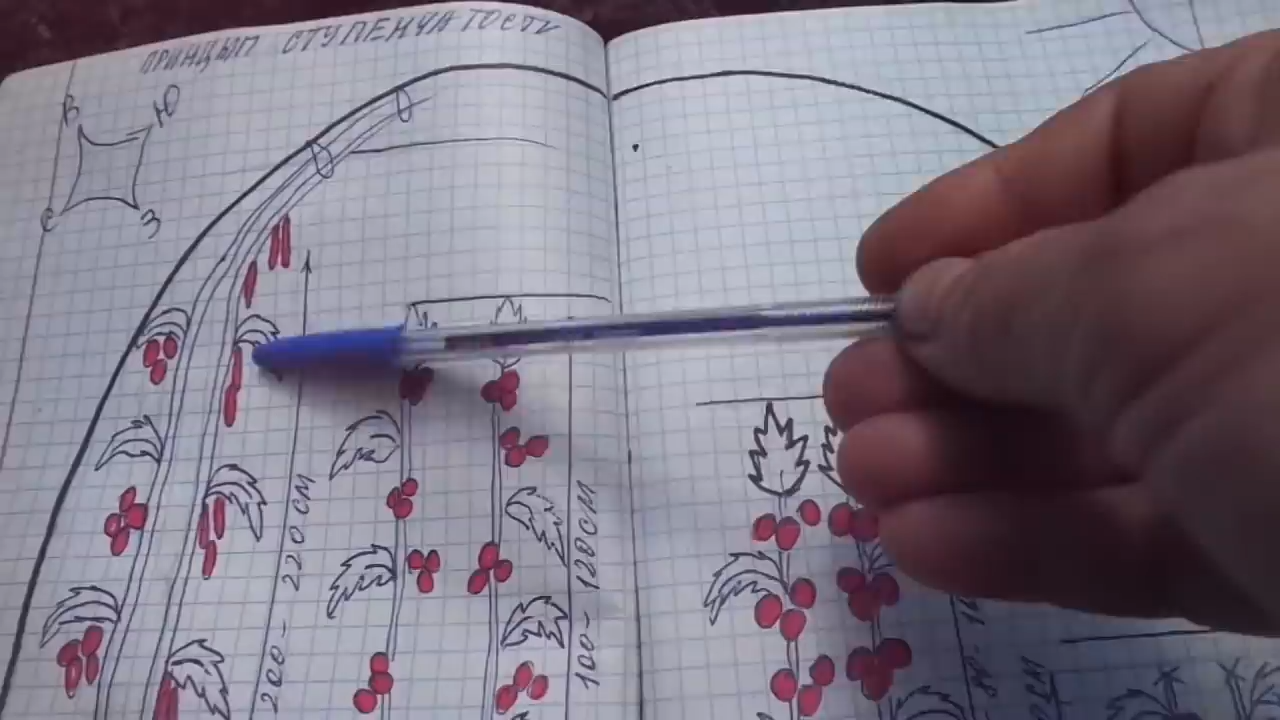 ПРИНЦЫП СТУПЕНЧАТОСТИ
В Ю
С З
200- 220 СМ
100- 120 СМ